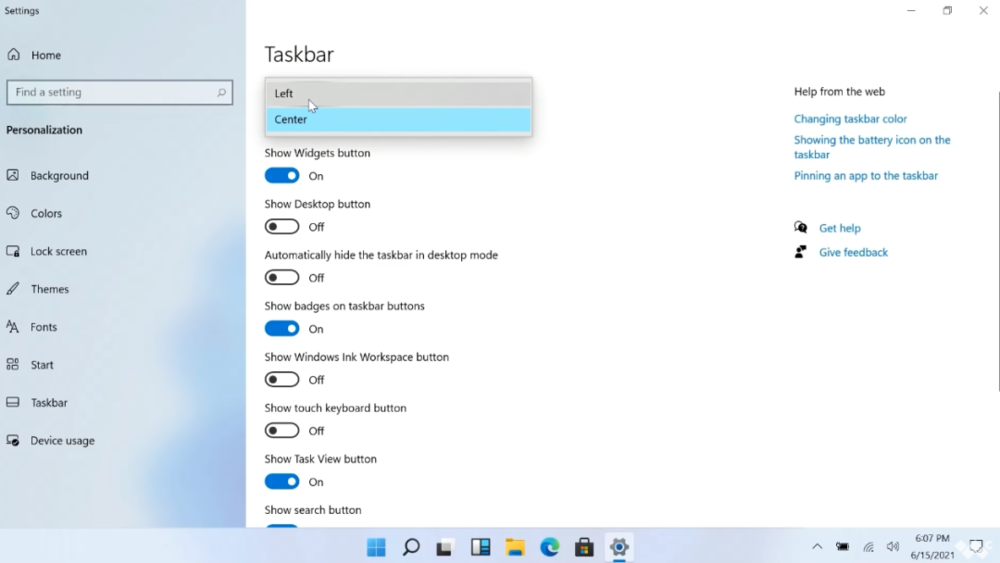 Settings
Home
Find a setting
Personalization
Background
Colors
Lock screen
Themes
Fonts
Start
Taskbar
Device usage
Taskbar
Left
Center
Show Widgets button
On
Show Desktop button
Off
Automatically hide the taskbar in desktop mode
Off
Show badges on taskbar buttons
On
Show Windows Ink Workspace button
Off
Show touch keyboard button
Off
Show Task View button
On
Show search button
Help from the web
Changing taskbar color
Showing the battery icon on the
taskbar
Pinning an app to the taskbar
Get help
Give feedback
6:07 PM
6/15/2021